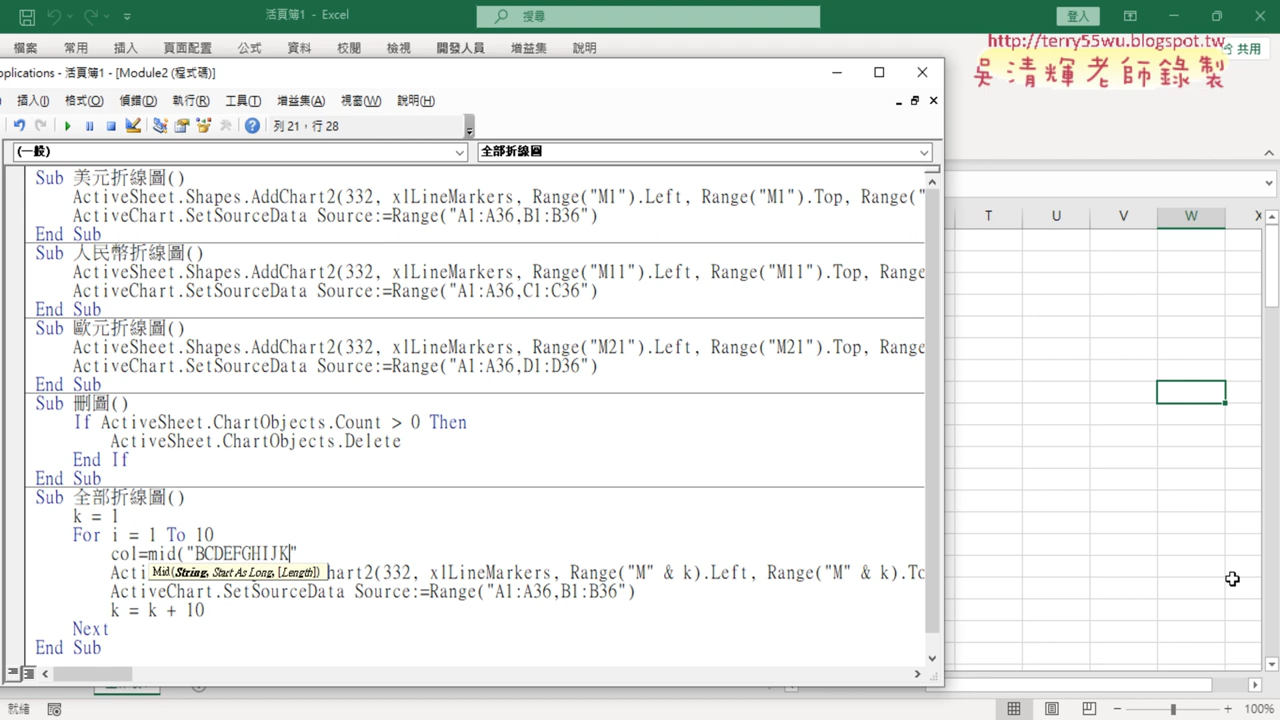 活頁簿1 - Excel
搜尋
登入
檔案 常用 插入 頁面配置 公式 資料 校閱 檢視 開發人員 增益集 說明
共用
http://terry55wu.blogspot.tw
吳清輝老師錄製
pplications - 活頁簿1 - [Module2 (程式碼)]
插入(I) 格式(O) 偵錯(D) 執行(R) 工具(T) 增益集(A) 視窗(W) 說明(H)
列 21，行 28
(一般) 全部折線圖
Sub 美元折線圖()
ActiveSheet.Shapes.AddChart2(332, xlLineMarkers, Range("M1").Left, Range("M1").Top, Range("
ActiveChart.SetSourceData Source:=Range("A1:A36,B1:B36")
End Sub
Sub 人民幣折線圖()
ActiveSheet.Shapes.AddChart2(332, xlLineMarkers, Range("M11").Left, Range("M11").Top, Range
ActiveChart.SetSourceData Source:=Range("A1:A36,C1:C36")
End Sub
Sub 歐元折線圖()
ActiveSheet.Shapes.AddChart2(332, xlLineMarkers, Range("M21").Left, Range("M21").Top, Range
ActiveChart.SetSourceData Source:=Range("A1:A36,D1:D36")
End Sub
Sub 刪圖()
If ActiveSheet.ChartObjects.Count > 0 Then
ActiveSheet.ChartObjects.Delete
End If
End Sub
Sub 全部折線圖()
k = 1
For i = 1 To 10
col=mid("BCDEFGHIJK"
Acti hart2(332, xlLineMarkers, Range("M" & k).Left, Range("M" & k).To
Mid(String, Start As Long, [Length])
ActiveChart.SetSourceData Source:=Range("A1:A36,B1:B36")
k = k + 10
Next
End Sub
T U V W X
就緒
100%